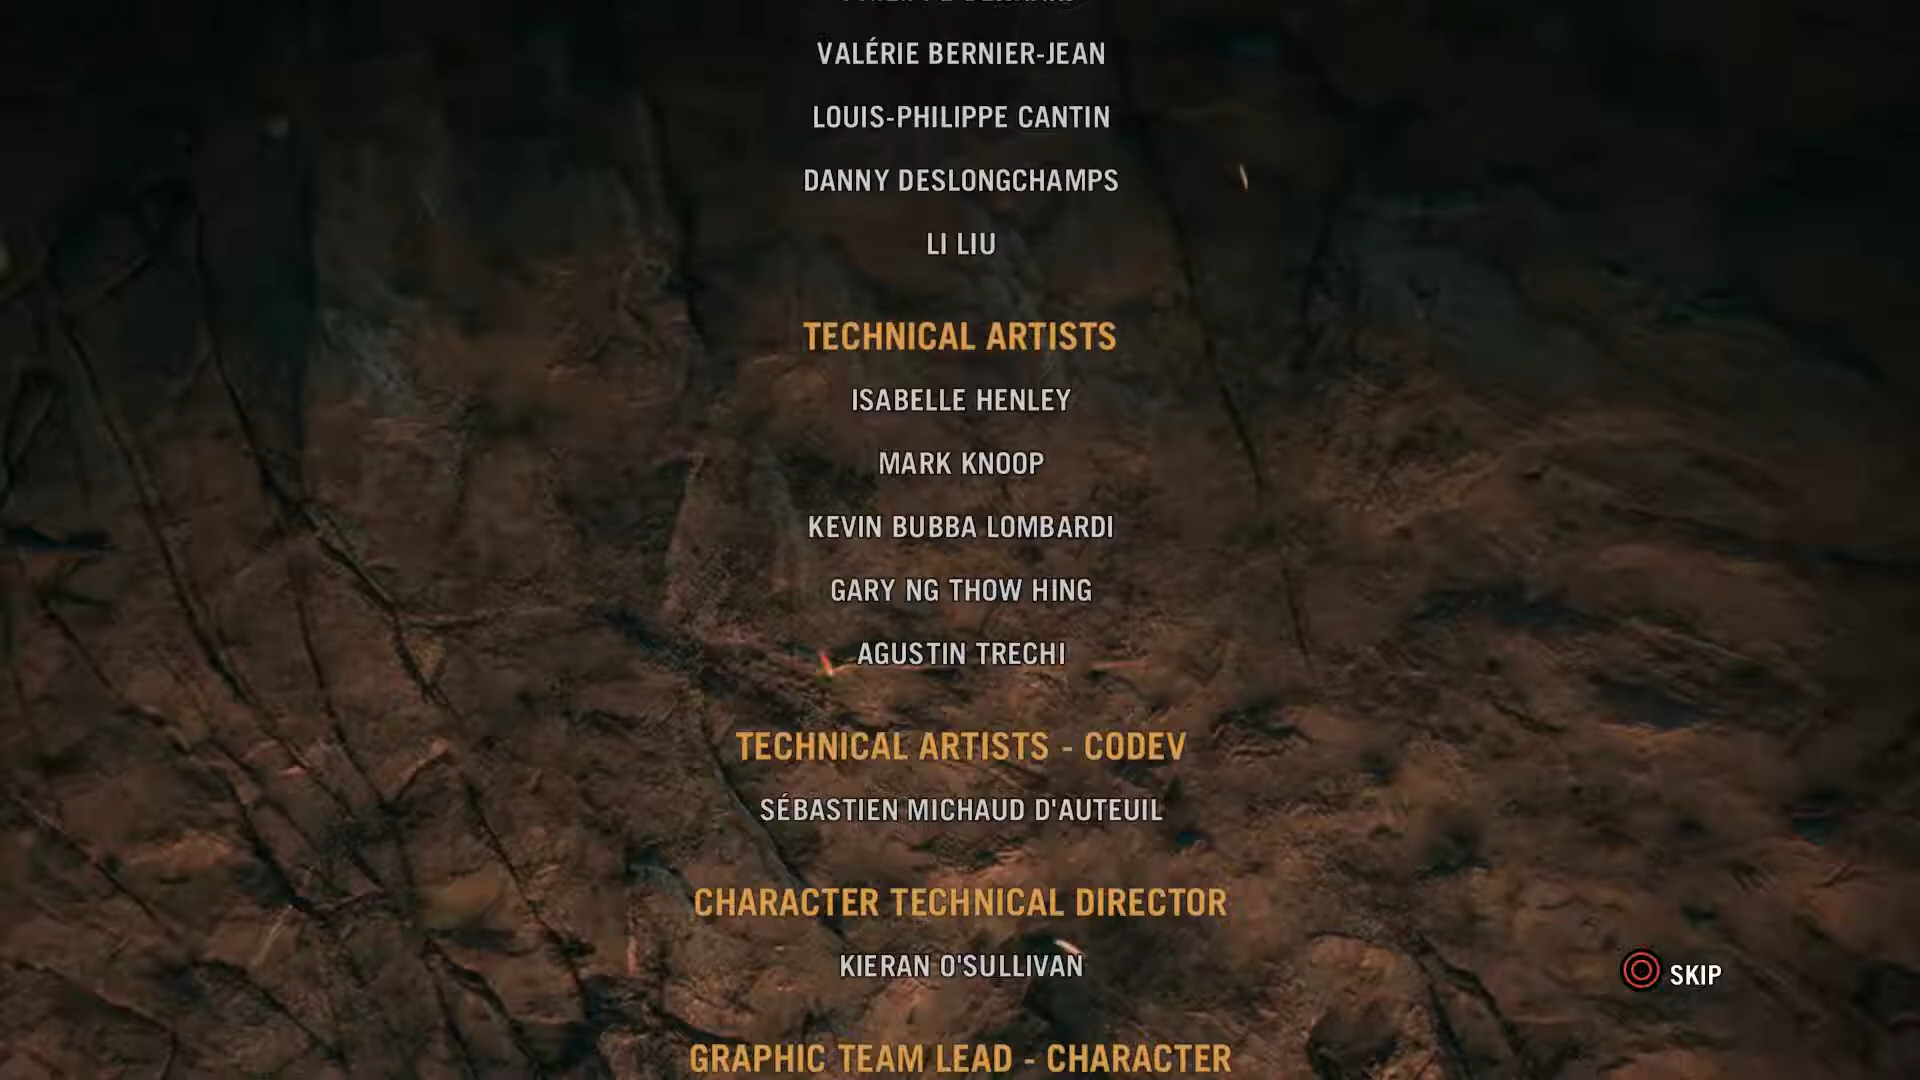 VALÉRIE BERNIER-JEAN
LOUIS-PHILIPPE CANTIN
DANNY DESLONGCHAMPS
LI LIU
TECHNICAL ARTISTS
ISABELLE HENLEY
MARK KNOOP
KEVIN BUBBA LOMBARDI
GARY NG THOW HING
AGUSTIN TRECHI
TECHNICAL ARTISTS - CODEV
SÉBASTIEN MICHAUD D'AUTEUIL
CHARACTER TECHNICAL DIRECTOR
KIERAN O'SULLIVAN
SKIP
GRAPHIC TEAM LEAD - CHARACTER